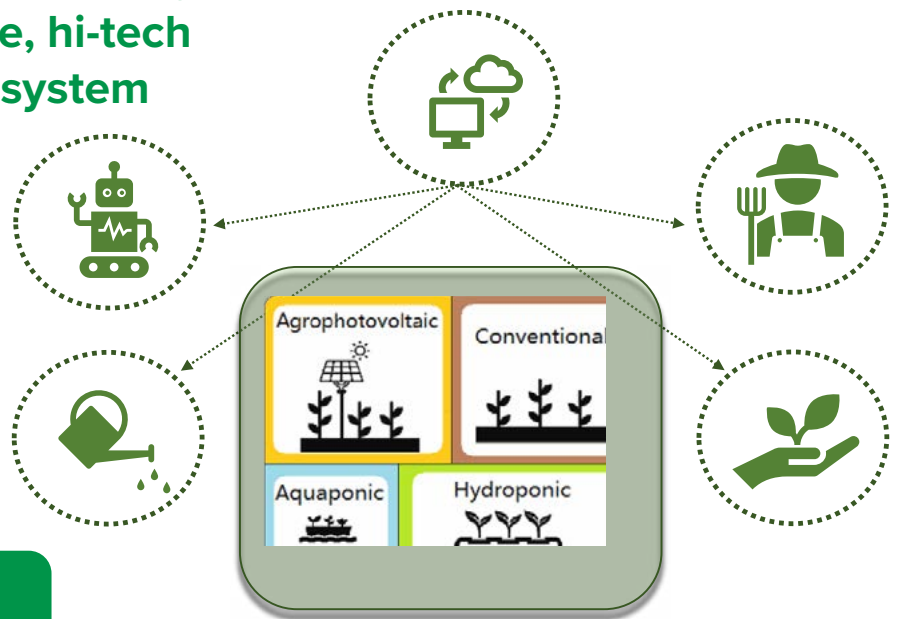 e, hi-tech
system
Agrophotovoltaic
Conventional
Aquaponic
Hydroponic